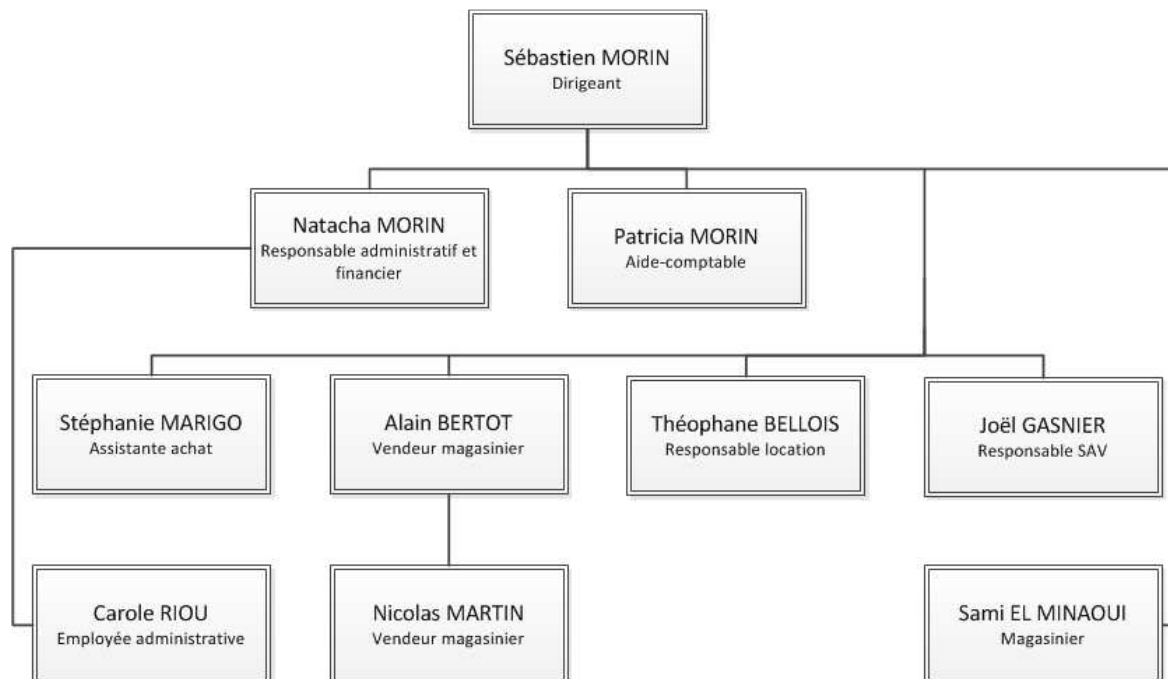 Sébastien MORIN
Dirigeant
Natacha MORIN
Responsable administratif et
financier
Patricia MORIN
Aide-comptable
Stéphanie MARIGO
Assistante achat
Alain BERTOT
Vendeur magasinier
Théophane BELLOIS
Responsable location
Joël GASNIER
Responsable SAV
Carole RIOU
Employée administrative
Nicolas MARTIN
Vendeur magasinier
Sami EL MINAOUI
Magasinier